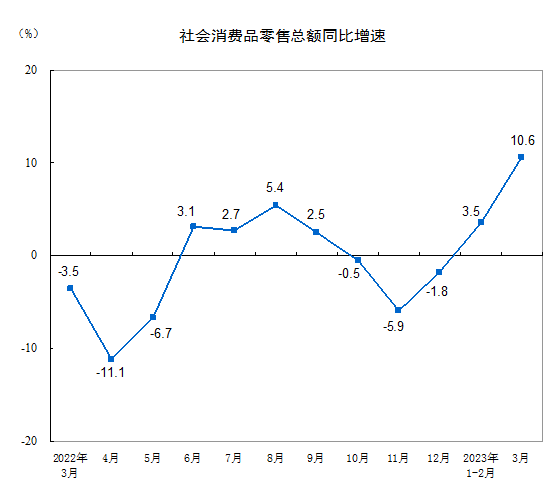 (%)
社会消费品零售总额同比增速
20
10
0
-10
-20
-3.5
-11.1
-6.7
3.1
2.7
5.4
2.5
-0.5
-5.9
-1.8
3.5
10.6
2022年
3月
4月
5月
6月
7月
8月
9月
10月
11月
12月
2023年
1-2月
3月